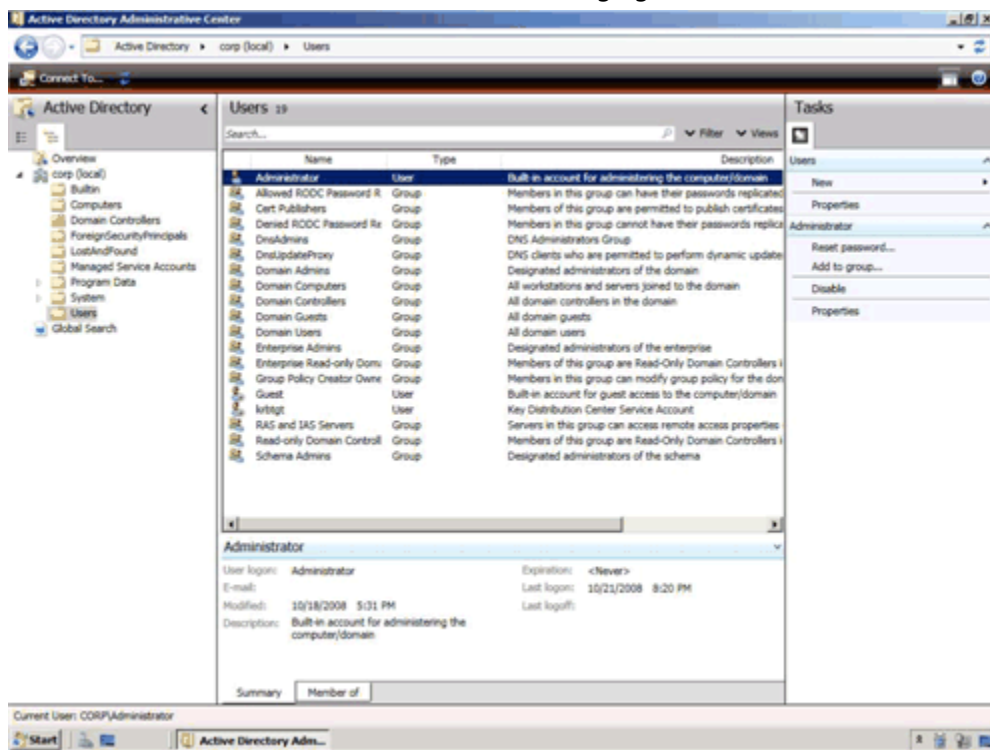 Active Directory Administrative Center
Active Directory ▸ corp (local) ▸ Users
Connect To...
Active Directory
Overview
corp (local)
Builtin
Computers
Domain Controllers
ForeignSecurityPrincipals
LostAndFound
Managed Service Accounts
Program Data
System
Users
Global Search
Users 19
Search...
Filter Views
Name Type Description
Administrator User Built-in account for administering the computer/domain
Allowed RODC Password R Group Members in this group can have their passwords replicated
Cert Publishers Group Members of this group are permitted to publish certificates
Denied RODC Password Re Group Members in this group cannot have their passwords replica
DnsAdmins Group DNS Administrators Group
DnsUpdateProxy Group DNS clients who are permitted to perform dynamic update
Domain Admins Group Designated administrators of the domain
Domain Computers Group All workstations and servers joined to the domain
Domain Controllers Group All domain controllers in the domain
Domain Guests Group All domain guests
Domain Users Group All domain users
Enterprise Admins Group Designated administrators of the enterprise
Enterprise Read-only Doma Group Members of this group are Read-Only Domain Controllers i
Group Policy Creator Owne Group Members in this group can modify group policy for the don
Guest User Built-in account for guest access to the computer/domain
krbtgt User Key Distribution Center Service Account
RAS and IAS Servers Group Servers in this group can access remote access properties
Read-only Domain Controll Group Members of this group are Read-Only Domain Controllers i
Schema Admins Group Designated administrators of the schema
Administrator
User logon: Administrator Expiration: <Never>
E-mail: Last logon: 10/21/2008 8:20 PM
Modified: 10/18/2008 5:31 PM Last logoff:
Description: Built-in account for administering the
computer/domain
Summary Member of
Tasks
Users
New
Properties
Administrator
Reset password...
Add to group...
Disable
Properties
Current User: CORP\Administrator
Start Active Directory Adm...